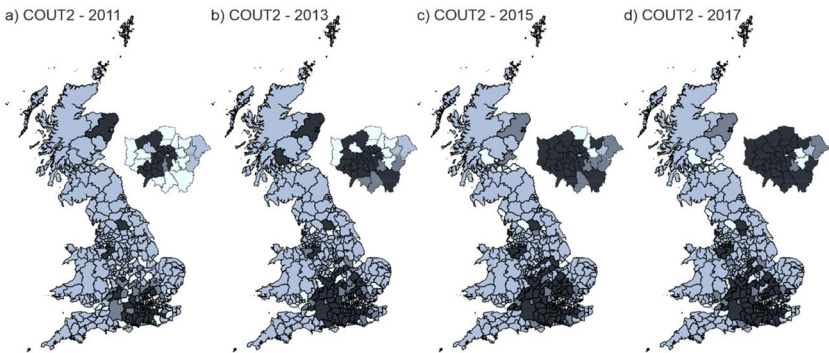 a) COUT2 - 2011
b) COUT2 - 2013
c) COUT2 - 2015
d) COUT2 - 2017